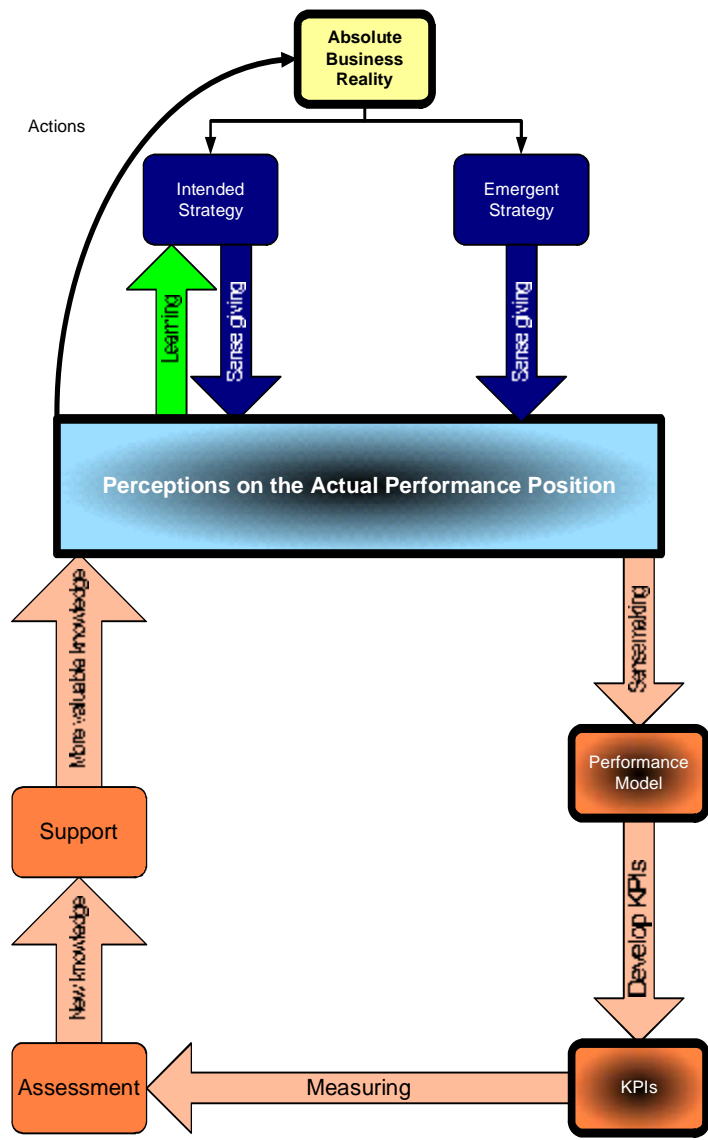 Absolute
Business
Reality
Actions
Intended
Strategy
Emergent
Strategy
Learning
Sense giving
Sense giving
Perceptions on the Actual Performance Position
More valuable knowledge
Sensemaking
Performance
Model
Support
New knowledge
Develop KPIs
Assessment
Measuring
KPIs